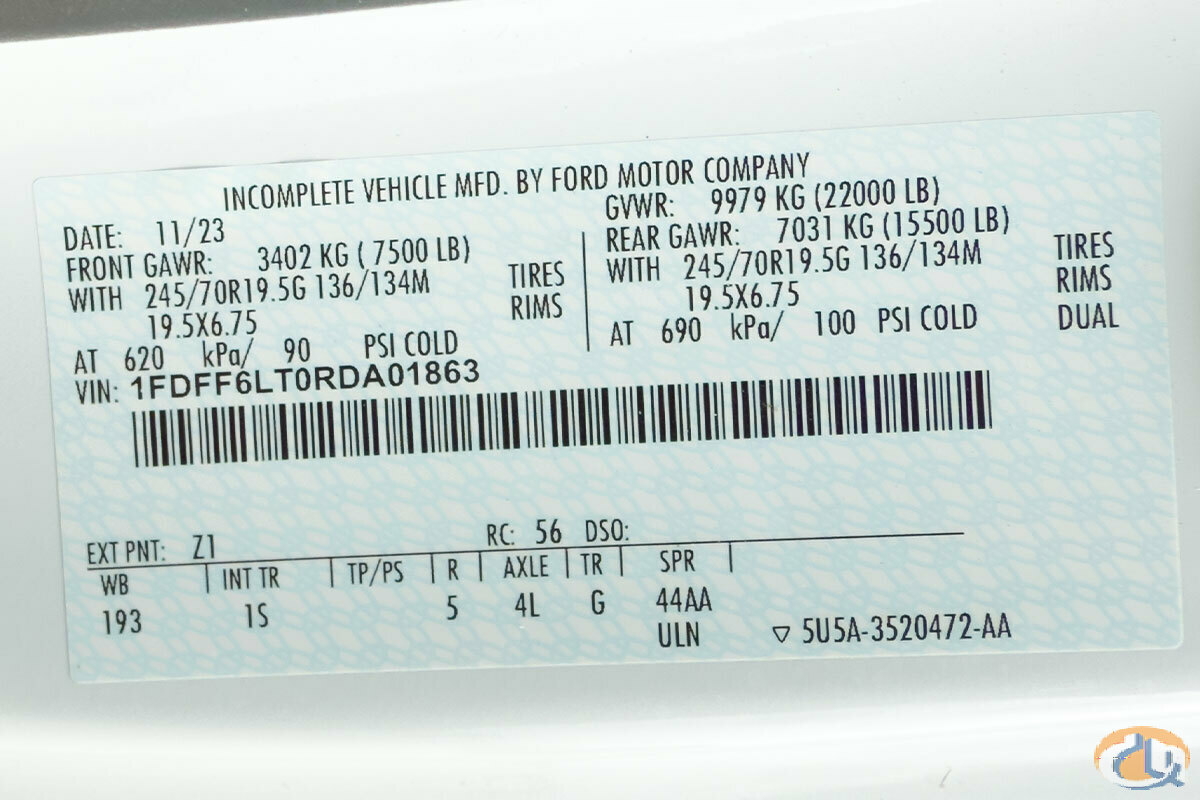 INCOMPLETE VEHICLE MFD. BY FORD MOTOR COMPANY
DATE: 11/23 GVWR: 9979 KG (22000 LB)
FRONT GAWR: 3402 KG ( 7500 LB) REAR GAWR: 7031 KG (15500 LB)
WITH 245/70R19.5G 136/134M TIRES WITH 245/70R19.5G 136/134M TIRES
19.5X6.75 RIMS 19.5X6.75 RIMS
AT 620 kPa/ 90 PSI COLD AT 690 kPa/ 100 PSI COLD DUAL
VIN: 1FDFF6LT0RDA01863
EXT PNT: Z1 RC: 56 DSO:
WB INT TR TP/PS R AXLE TR SPR
193 1S 5 4L G 44AA
ULN ▽ 5U5A-3520472-AA